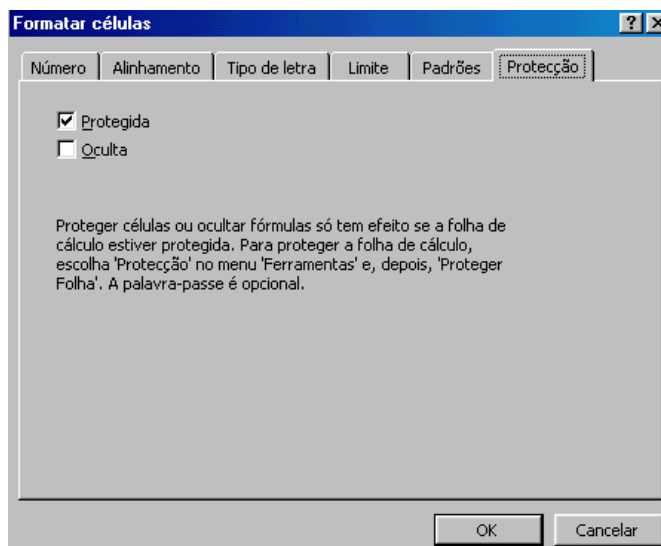 Formatar células
Número Alinhamento Tipo de letra Limite Padrões Protecção
Protegida
Oculta
Proteger células ou ocultar fórmulas só tem efeito se a folha de
cálculo estiver protegida. Para proteger a folha de cálculo,
escolha 'Protecção' no menu 'Ferramentas' e, depois, 'Proteger
Folha'. A palavra-passe é opcional.
OK Cancelar